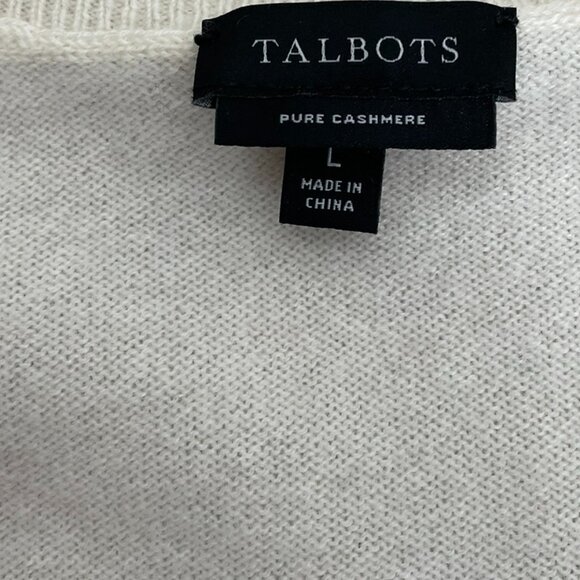 TALBOTS
PURE CASHMERE
L
MADE IN
CHINA